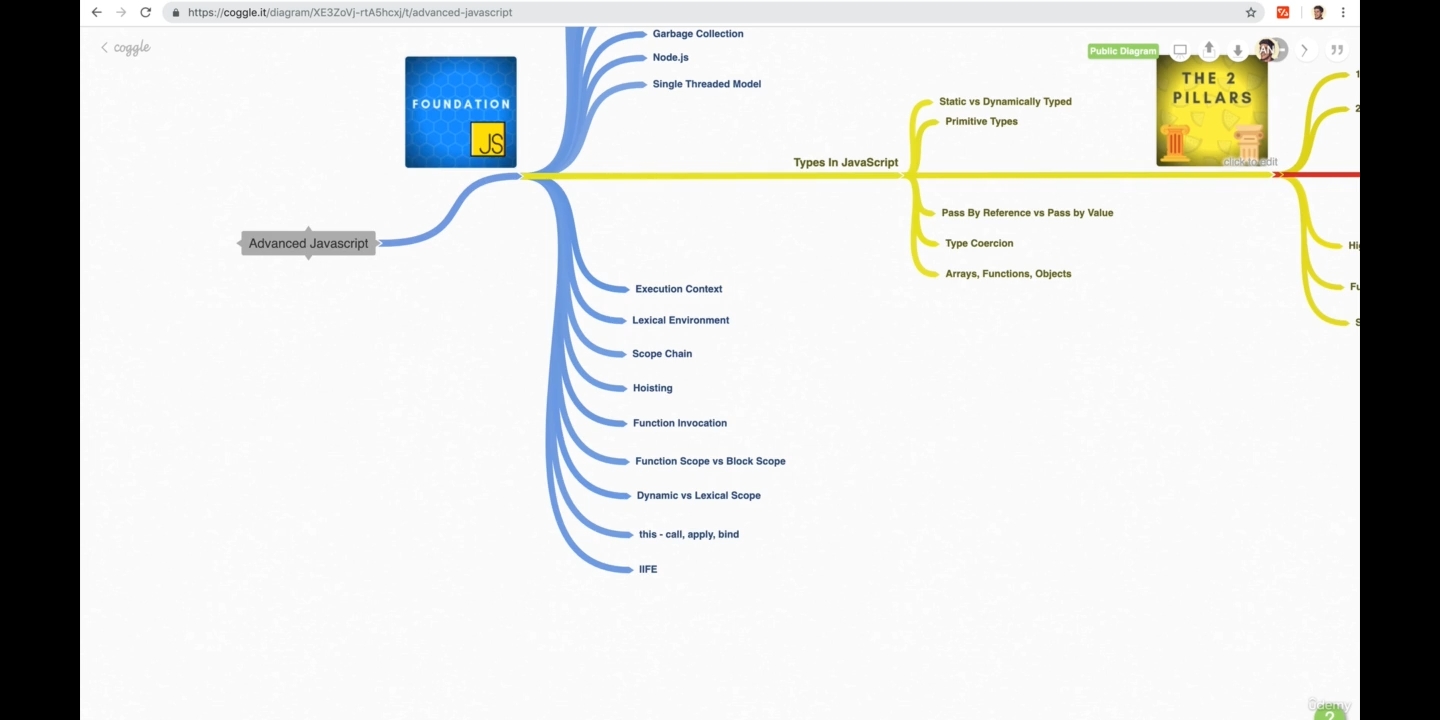 https://coggle.it/diagram/XE3ZoVj-rtA5hcxj/t/advanced-javascript
coggle
Public Diagram
AN
Garbage Collection
Node.js
Single Threaded Model
FOUNDATION
JS
THE 2
PILLARS
click to edit
Static vs Dynamically Typed
Primitive Types
Types In JavaScript
Pass By Reference vs Pass by Value
Type Coercion
Arrays, Functions, Objects
Advanced Javascript
Execution Context
Lexical Environment
Scope Chain
Hoisting
Function Invocation
Function Scope vs Block Scope
Dynamic vs Lexical Scope
this - call, apply, bind
IIFE
1
2
Hi
Fu
S
ûdemy
?